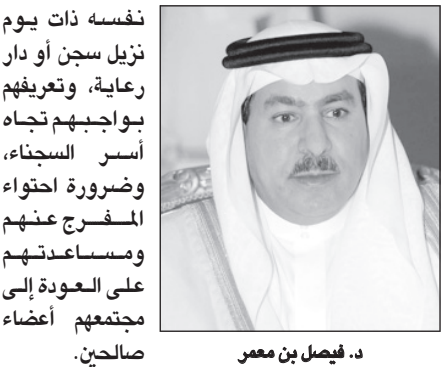 نفسه ذات يوم
نزيل سجن أو دار
رعاية، وتعريفهم
بواجبهم تجاه
أسر السجناء،
وضرورة احتواء
المفرج عنهم
ومساعدتهم
على العودة إلى
مجتمعهم أعضاء
صالحين.
د. فيصل بن معمر